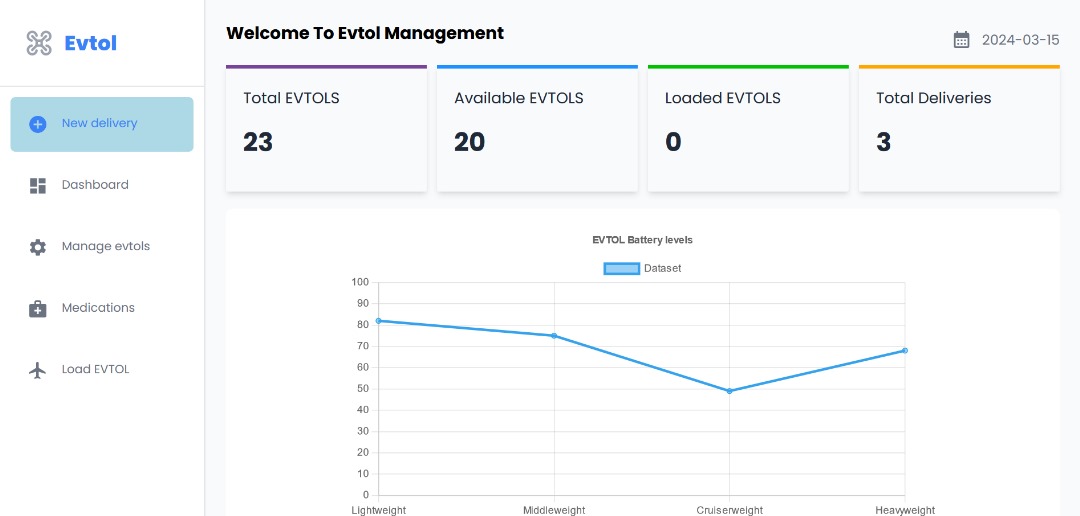 Evtol
New delivery
Dashboard
Manage evtols
Medications
Load EVTOL
Welcome To Evtol Management
2024-03-15
Total EVTOLS
23
Available EVTOLS
20
Loaded EVTOLS
0
Total Deliveries
3
EVTOL Battery levels
Dataset
100
90
80
70
60
50
40
30
20
10
0
Lightweight Middleweight Cruiserweight Heavyweight